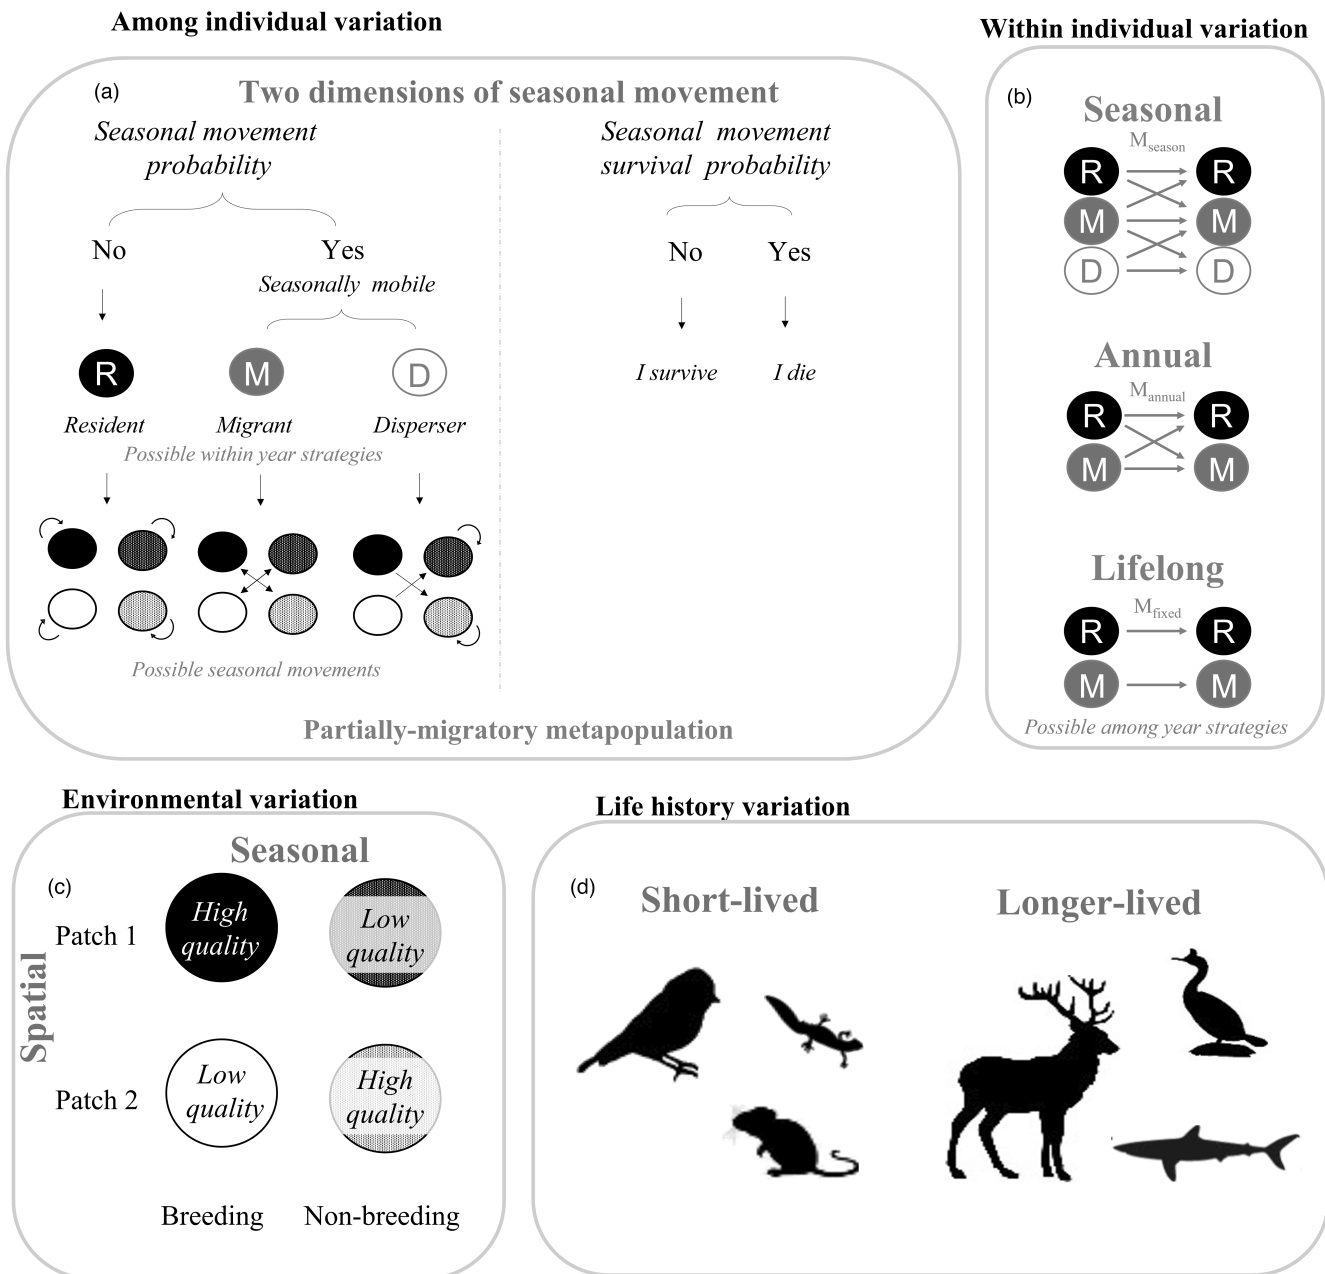 Among individual variation
(a)
Two dimensions of seasonal movement
Seasonal movement
probability
No
Yes
Seasonally mobile
R
M
D
Resident
Migrant
Disperser
Possible within year strategies
Possible seasonal movements
Seasonal movement
survival probability
No
Yes
I survive
I die
Partially-migratory metapopulation
Within individual variation
(b)
Seasonal
Mseason
R
R
M
M
D
D
Annual
Mannual
R
R
M
M
Lifelong
Mfixed
R
R
M
M
Possible among year strategies
Environmental variation
(c)
Seasonal
Spatial
Patch 1
High
quality
Low
quality
Patch 2
Low
quality
High
quality
Breeding
Non-breeding
Life history variation
(d)
Short-lived
Longer-lived